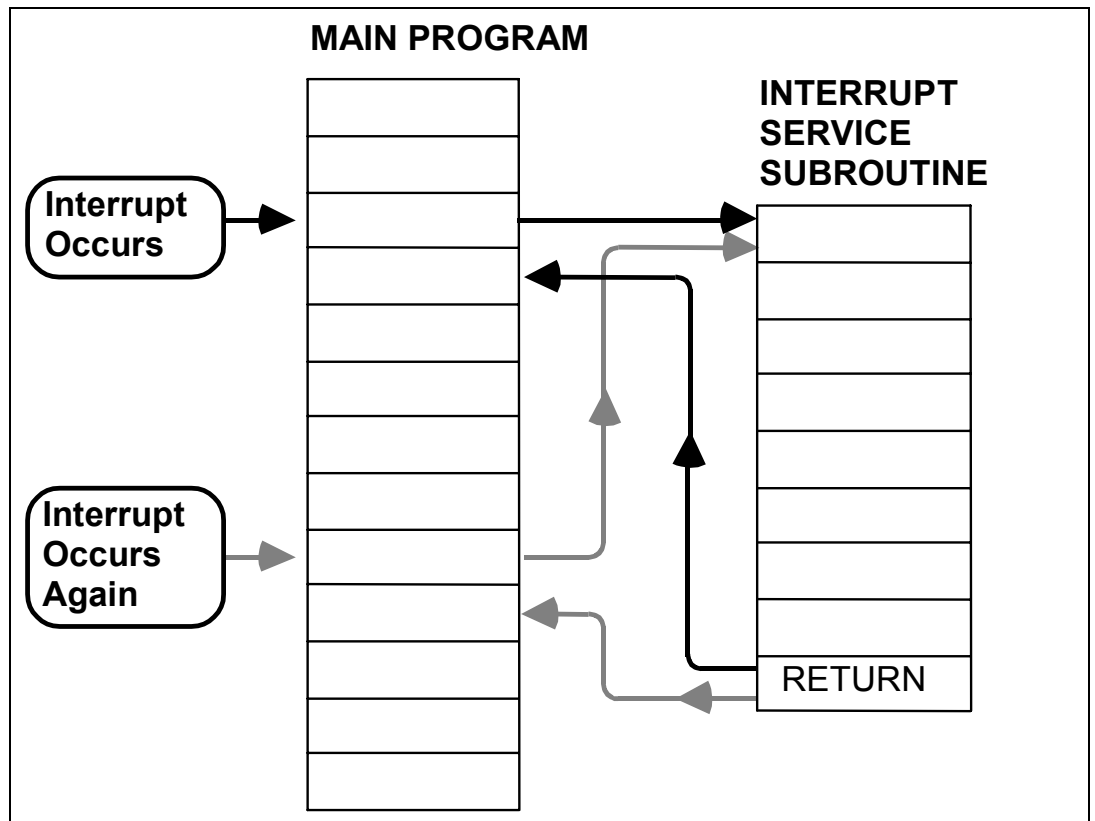 MAIN PROGRAM
INTERRUPT
SERVICE
SUBROUTINE
Interrupt
Occurs
Interrupt
Occurs
Again
RETURN